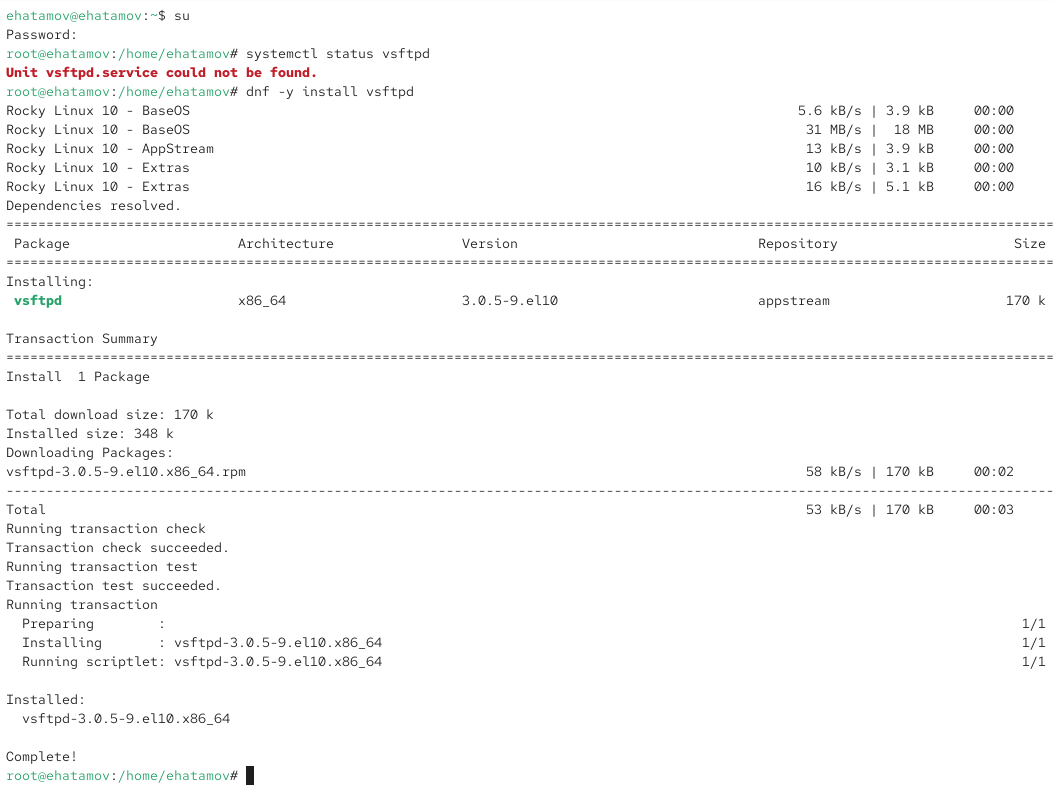 ehatamov@ehatamov:~$ su
Password:
root@ehatamov:/home/ehatamov# systemctl status vsftpd
Unit vsftpd.service could not be found.
root@ehatamov:/home/ehatamov# dnf -y install vsftpd
Rocky Linux 10 - BaseOS 5.6 kB/s | 3.9 kB 00:00
Rocky Linux 10 - BaseOS 31 MB/s | 18 MB 00:00
Rocky Linux 10 - AppStream 13 kB/s | 3.9 kB 00:00
Rocky Linux 10 - Extras 10 kB/s | 3.1 kB 00:00
Rocky Linux 10 - Extras 16 kB/s | 5.1 kB 00:00
Dependencies resolved.
===================================================================================================================================
Package Architecture Version Repository Size
===================================================================================================================================
Installing:
vsftpd x86_64 3.0.5-9.el10 appstream 170 k
Transaction Summary
===================================================================================================================================
Install 1 Package
Total download size: 170 k
Installed size: 348 k
Downloading Packages:
vsftpd-3.0.5-9.el10.x86_64.rpm 58 kB/s | 170 kB 00:02
-----------------------------------------------------------------------------------------------------------------------------------
Total 53 kB/s | 170 kB 00:03
Running transaction check
Transaction check succeeded.
Running transaction test
Transaction test succeeded.
Running transaction
Preparing : 1/1
Installing : vsftpd-3.0.5-9.el10.x86_64 1/1
Running scriptlet: vsftpd-3.0.5-9.el10.x86_64 1/1
Installed:
vsftpd-3.0.5-9.el10.x86_64
Complete!
root@ehatamov:/home/ehatamov#